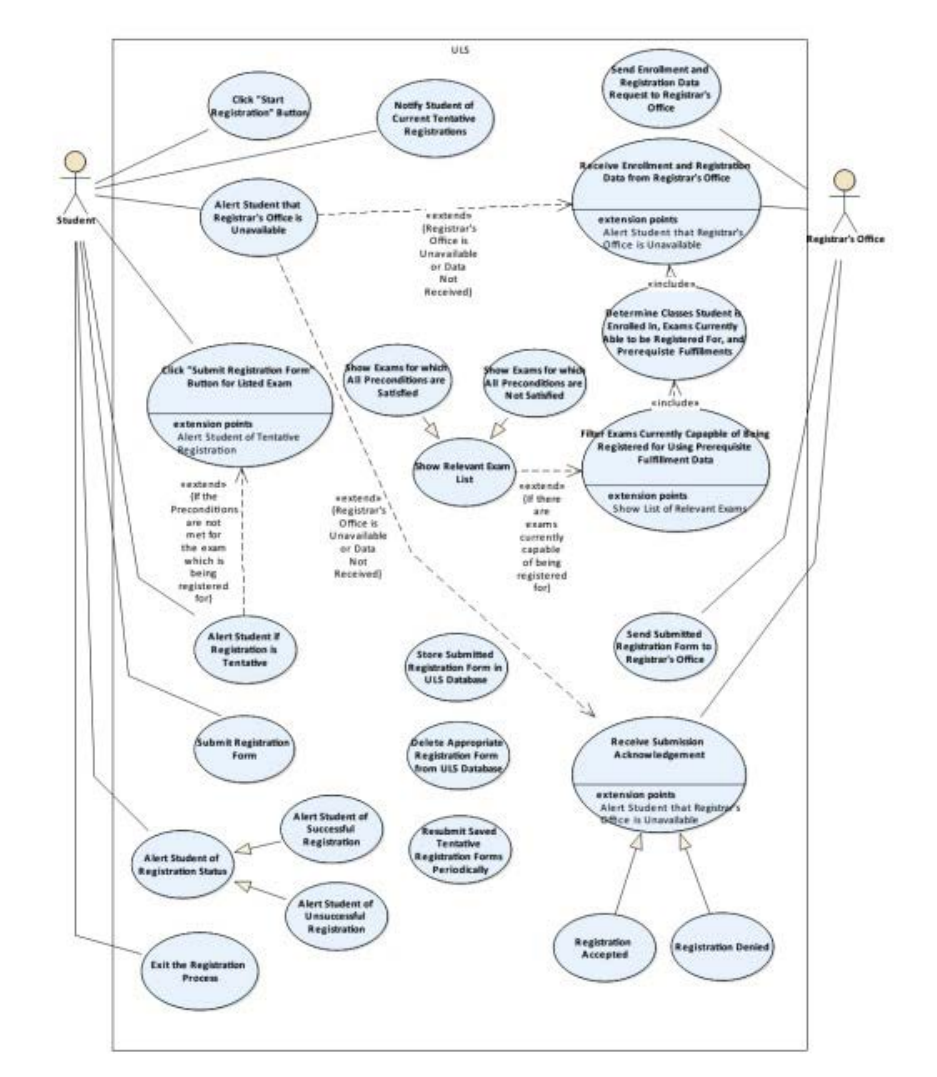 ULS
Click "Start
Registration" Button
Notify Student of
Current Tentative
Registrations
Send Enrollment and
Registration Data
Request to Registrar's
Office
Student
Alert Student that
Registrar's Office is
Unavailable
«extend»
{Registrar's
Office is
Unavailable
or Data
Not
Received}
Receive Enrollment and Registration
Data from Registrar's Office
extension points
Alert Student that Registrar's
Office is Unavailable
Registrar's Office
«include»
Determine Classes Student is
Enrolled In, Exams Currently
Able to be Registered For, and
Prerequiste Fulfillments
«include»
Click "Submit Registration Form"
Button for Listed Exam
extension points
Alert Student of Tentative
Registration
Show Exams for which
All Preconditions are
Satisfied
Show Exams for which
All Preconditions are
Not Satisfied
Show Relevant Exam
List
Filter Exams Currently Capapble of Being
Registered for Using Prerequisite
Fulfillment Data
extension points
Show List of Relevant Exams
«extend»
{If the
Preconditions
are not
met for
the exam
which is
being
registered
for}
«extend»
{Registrar's
Office is
Unavailable
or Data
Not
Received}
«extend»
{If there
are
exams
currently
capable
of being
registered
for}
Alert Student if
Registration is
Tentative
Store Submitted
Registration Form in
ULS Database
Send Submitted
Registration Form to
Registrar's Office
Submit Registration
Form
Delete Appropriate
Registration Form
from ULS Database
Receive Submission
Acknowledgement
extension points
Alert Student that Registrar's
Office is Unavailable
Alert Student of
Successful
Registration
Alert Student of
Registration Status
Alert Student of
Unsuccessful
Registration
Resubmit Saved
Tentative
Registration Forms
Periodically
Registration
Accepted
Registration Denied
Exit the Registration
Process